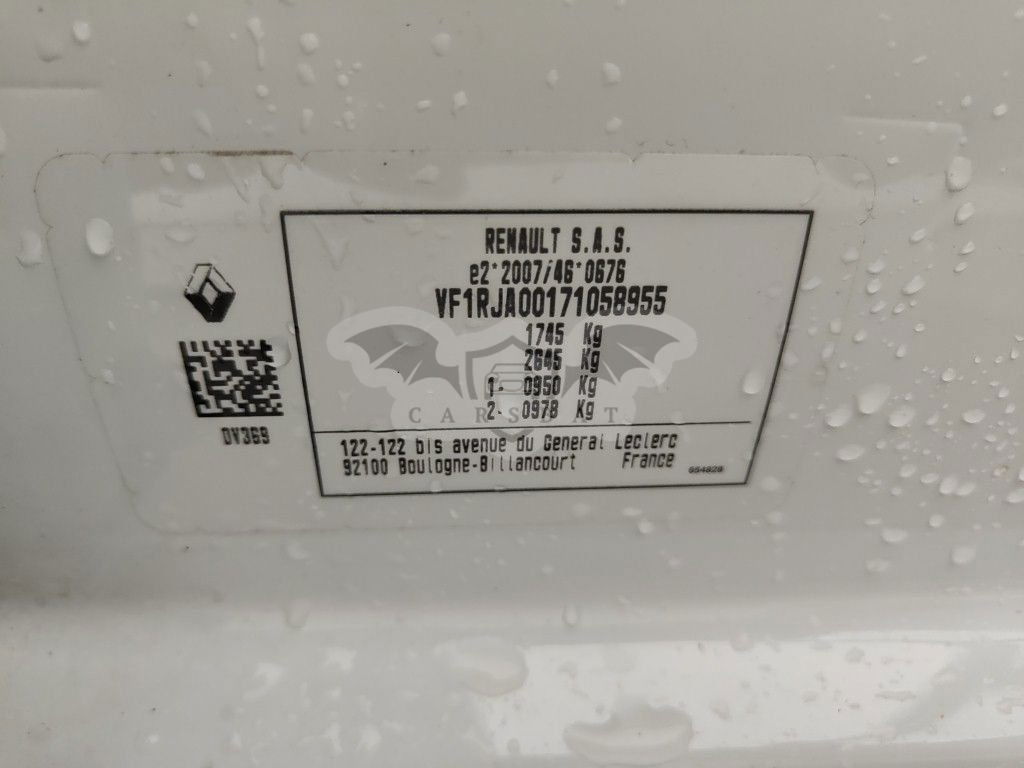 RENAULT S.A.S.
e2*2007/46*0676
VF1RJA00171058955
1745 Kg
2645 Kg
1- 0950 Kg
2- 0978 Kg
CARSBAT
DV369
122-122 bis avenue du General Leclerc
92100 Boulogne-Billancourt France
654828